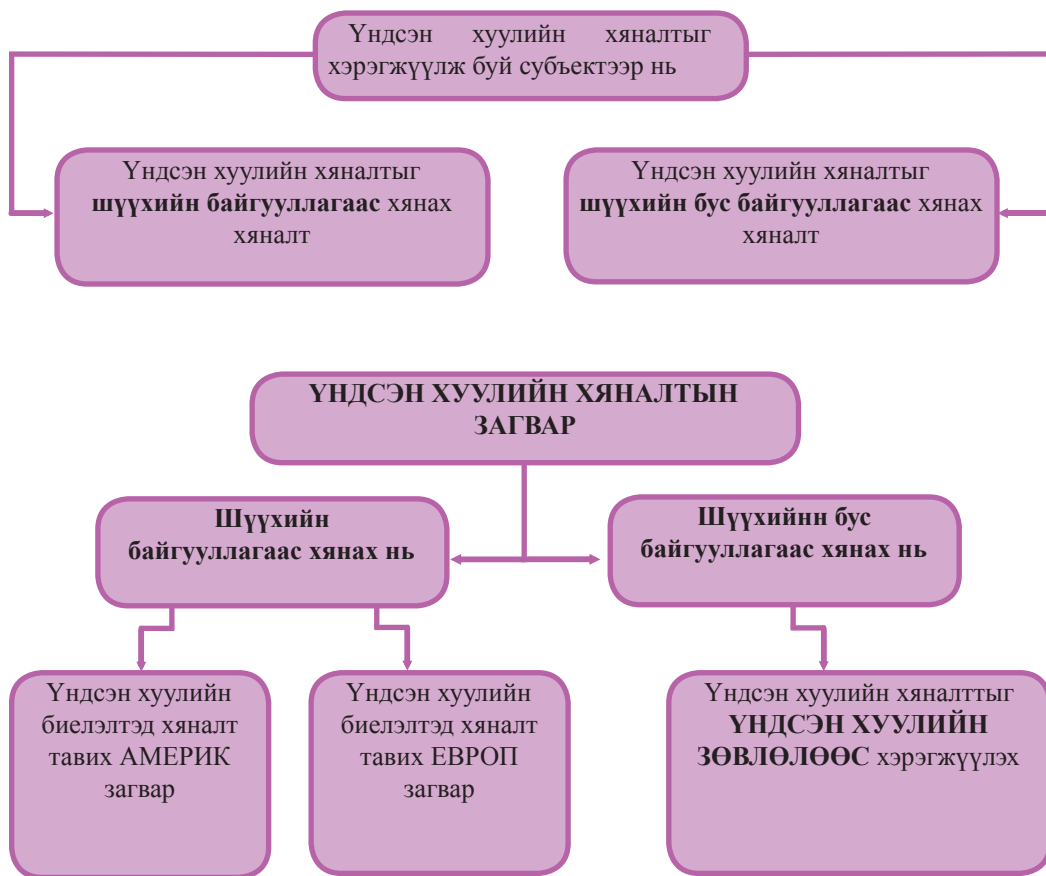 Үндсэн хуулийн хяналтыг
хэрэгжүүлж буй субъектээр нь
Үндсэн хуулийн хяналтыг
шүүхийн байгууллагаас хянах
хяналт
Үндсэн хуулийн хяналтыг
шүүхийн бус байгууллагаас хянах
хяналт
ҮНДСЭН ХУУЛИЙН ХЯНАЛТЫН
ЗАГВАР
Шүүхийн
байгууллагаас хянах нь
Шүүхийнн бус
байгууллагаас хянах нь
Үндсэн хуулийн
биелэлтэд хяналт
тавих АМЕРИК
загвар
Үндсэн хуулийн
биелэлтэд хяналт
тавих ЕВРОП
загвар
Үндсэн хуулийн хяналттыг
ҮНДСЭН ХУУЛИЙН
ЗӨВЛӨЛӨӨС хэрэгжүүлэх